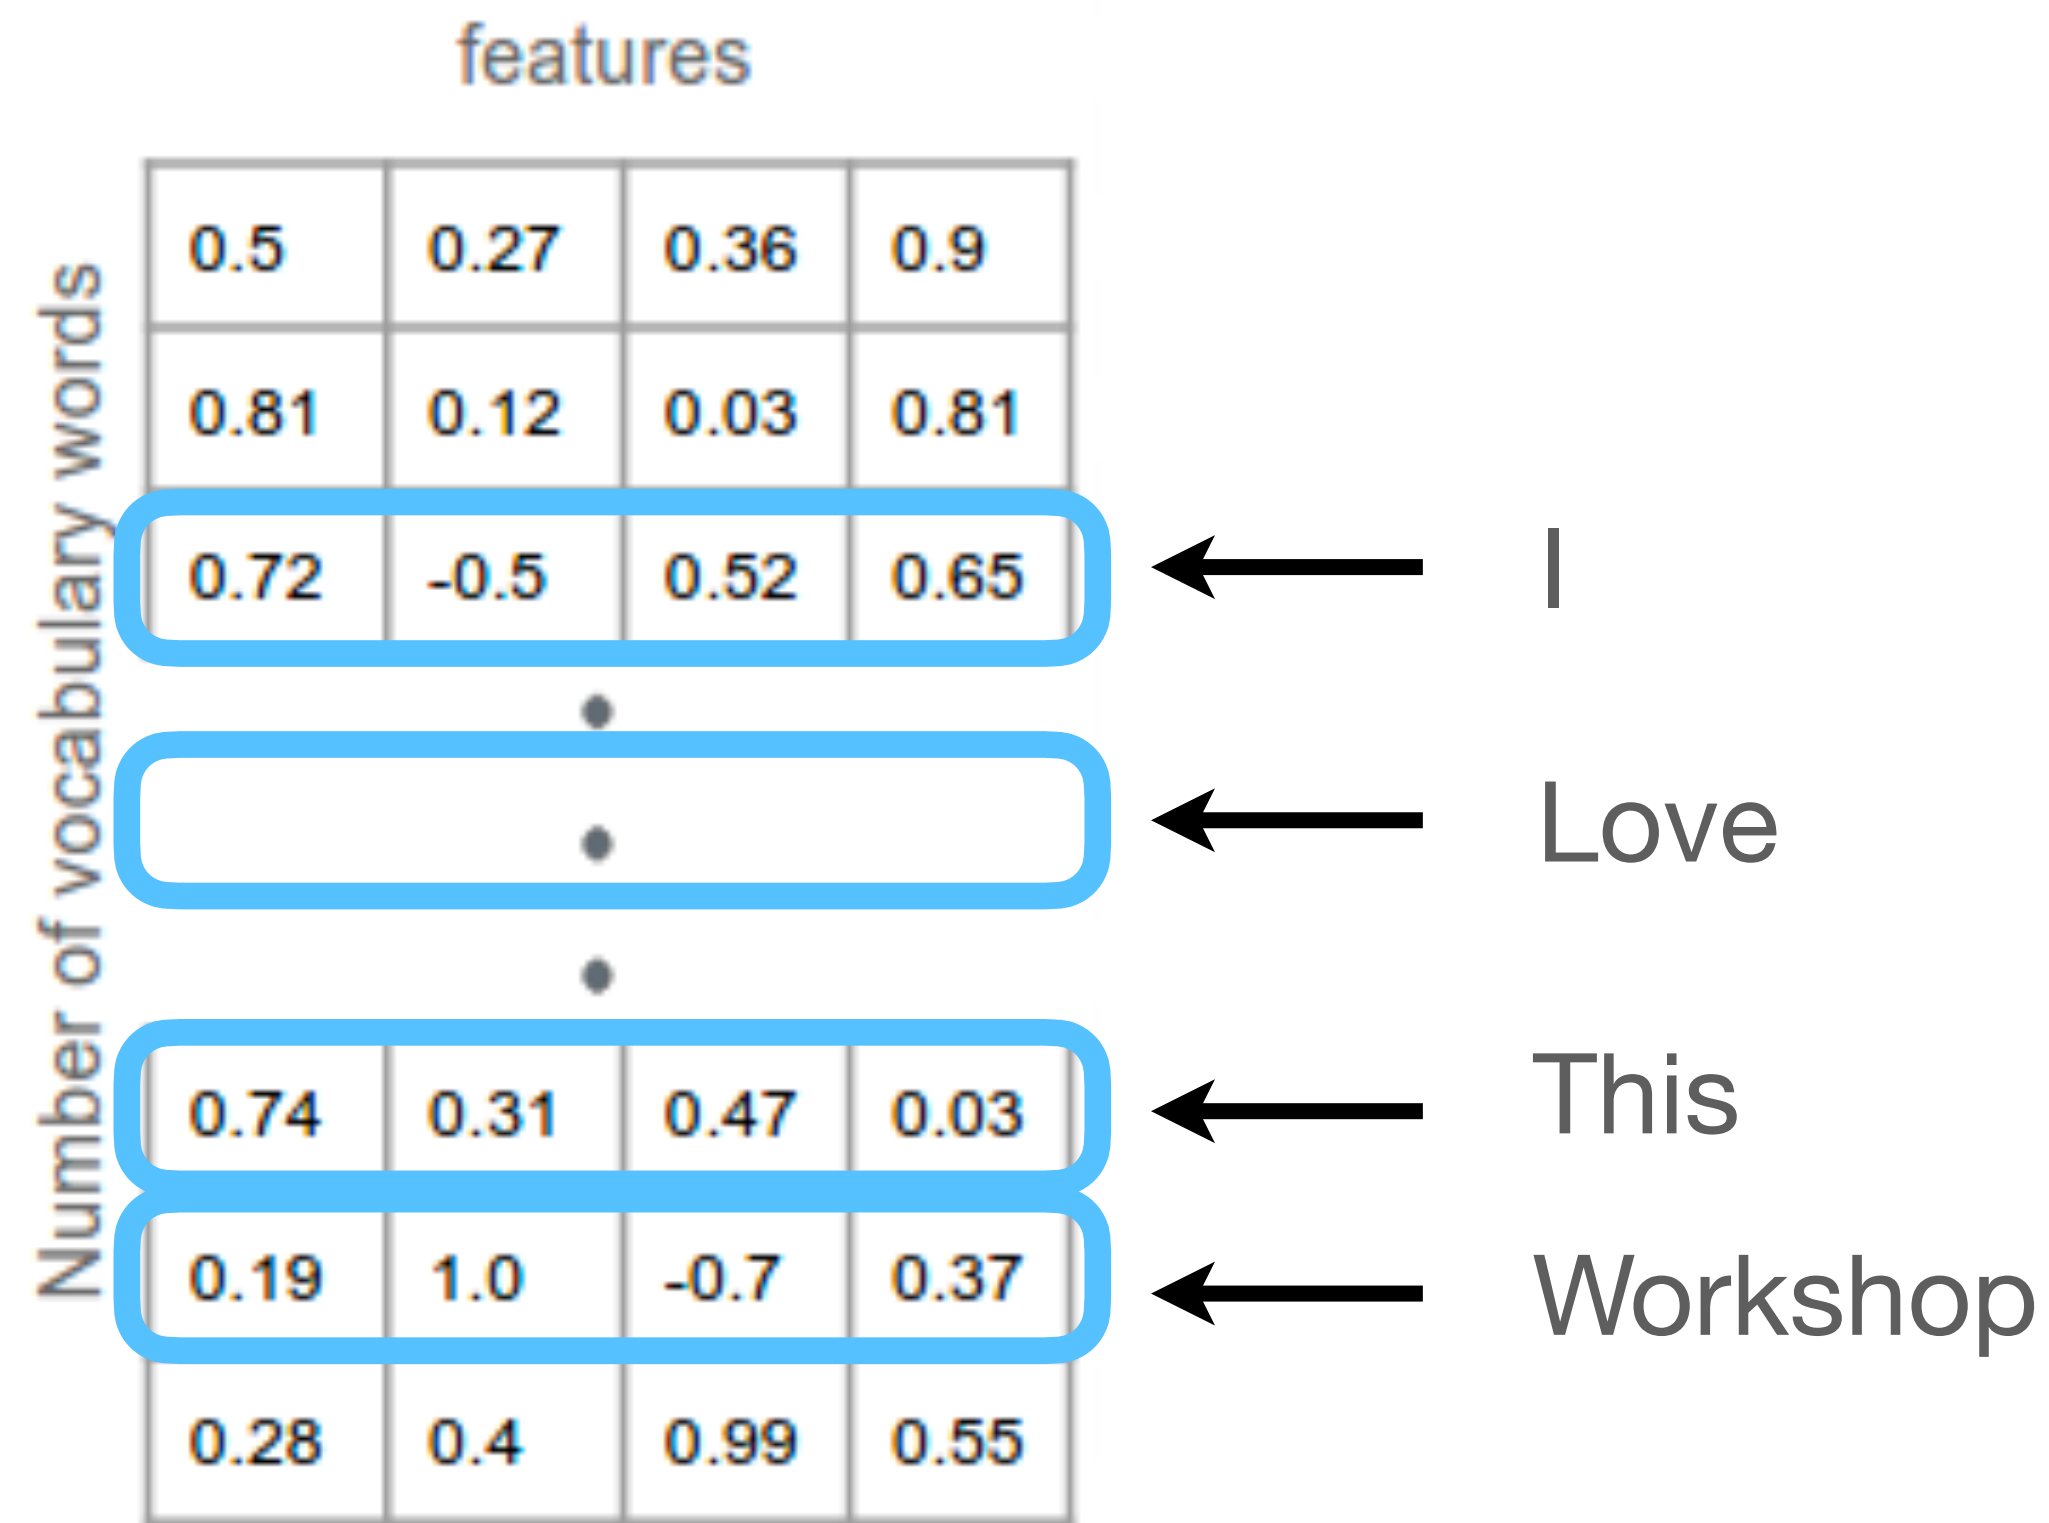 features
Number of vocabulary words
0.5 0.27 0.36 0.9
0.81 0.12 0.03 0.81
0.72 -0.5 0.52 0.65 I
Love
0.74 0.31 0.47 0.03 This
0.19 1.0 -0.7 0.37 Workshop
0.28 0.4 0.99 0.55